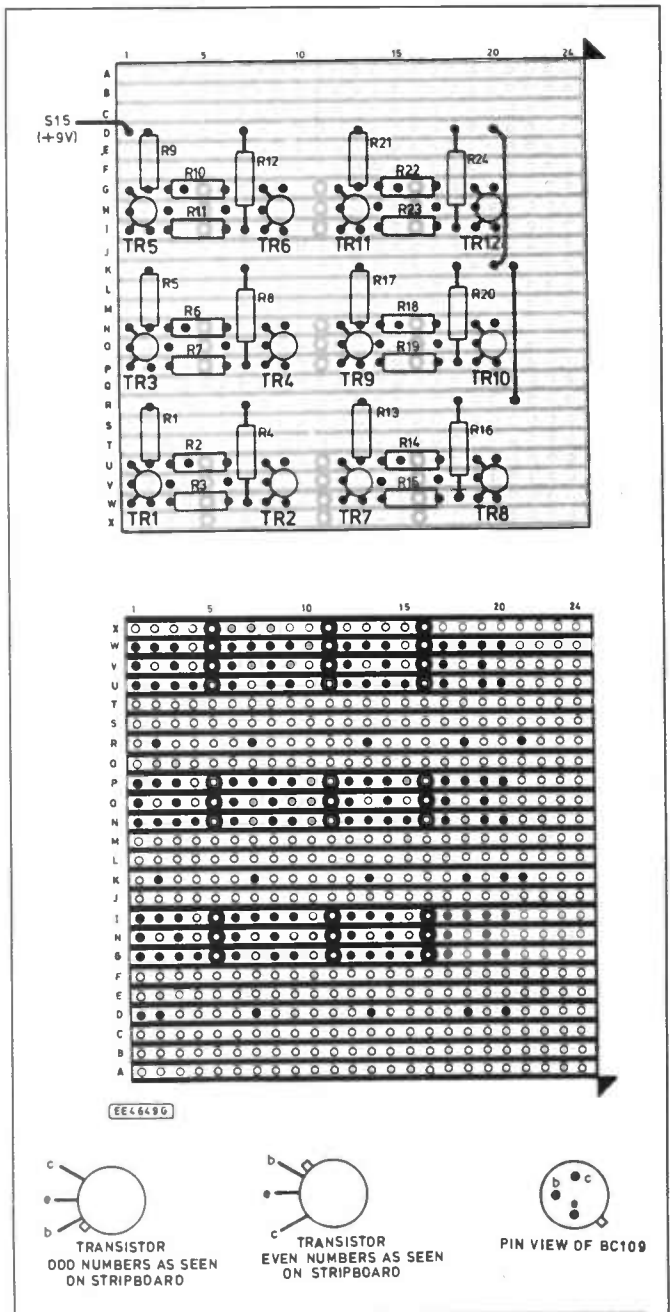 1 5 10 15 20 24
A
B
C
S15
(+9V)
D
E
F
G
H
I
J
K
L
M
N
O
P
Q
R
S
T
U
V
W
X
R9
R12
R21
R24
R10
R22
R11
R23
TR5
TR6
TR11
TR12
R5
R8
R17
R20
R6
R18
R7
R19
TR3
TR4
TR9
TR10
R1
R4
R13
R16
R2
R14
R3
R15
TR1
TR2
TR7
TR8
1 5 10 15 20 24
X
W
V
U
T
S
R
Q
P
O
N
M
L
K
J
I
H
G
F
E
D
C
B
A
EE4649G
c
e
b
TRANSISTOR
ODD NUMBERS AS SEEN
ON STRIPBOARD
b
e
c
TRANSISTOR
EVEN NUMBERS AS SEEN
ON STRIPBOARD
b c
e
PIN VIEW OF BC109